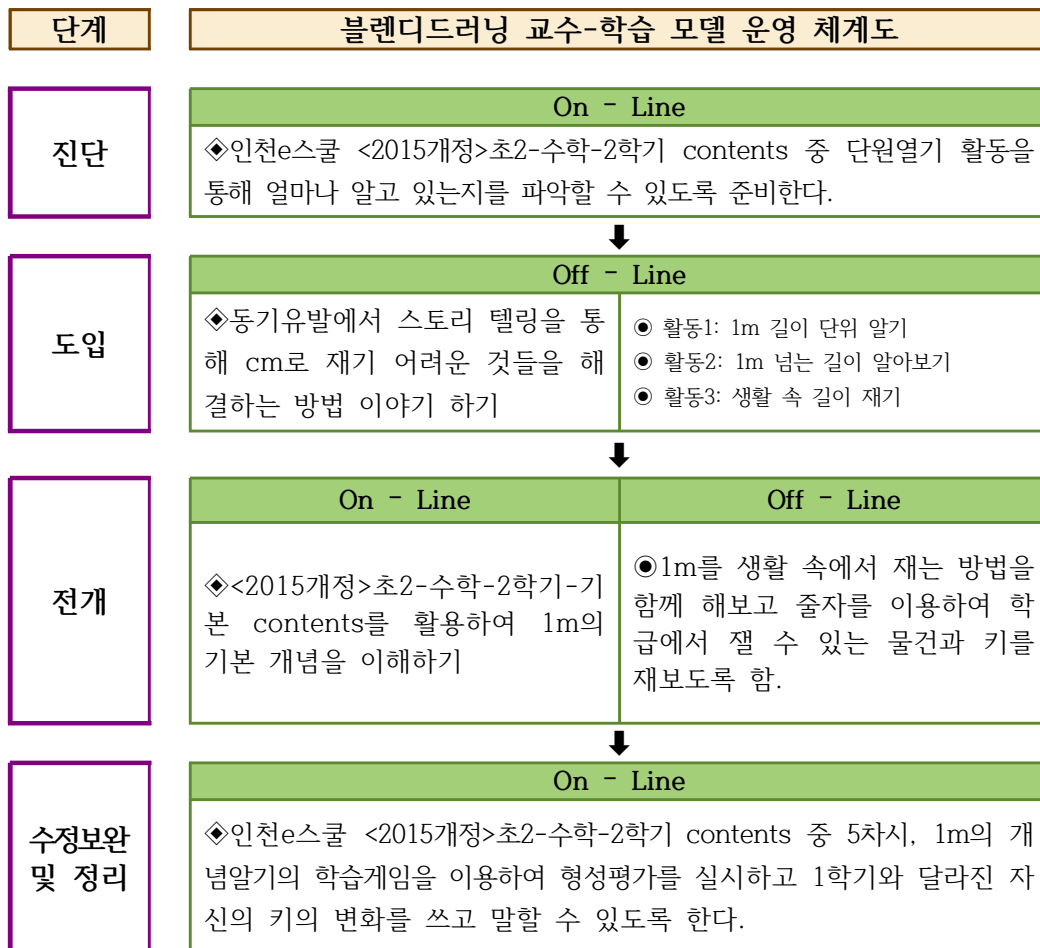 단계
블렌디드러닝 교수-학습 모델 운영 체계도
진단
On - Line
◈인천e스쿨 <2015개정>초2-수학-2학기 contents 중 단원열기 활동을
통해 얼마나 알고 있는지를 파악할 수 있도록 준비한다.
도입
Off - Line
◈동기유발에서 스토리 텔링을 통
해 cm로 재기 어려운 것들을 해
결하는 방법 이야기 하기
◉ 활동1: 1m 길이 단위 알기
◉ 활동2: 1m 넘는 길이 알아보기
◉ 활동3: 생활 속 길이 재기
전개
On - Line
◈<2015개정>초2-수학-2학기-기
본 contents를 활용하여 1m의
기본 개념을 이해하기
Off - Line
◉1m를 생활 속에서 재는 방법을
함께 해보고 줄자를 이용하여 학
급에서 잴 수 있는 물건과 키를
재보도록 함.
수정보완
및 정리
On - Line
◈인천e스쿨 <2015개정>초2-수학-2학기 contents 중 5차시, 1m의 개
념알기의 학습게임을 이용하여 형성평가를 실시하고 1학기와 달라진 자
신의 키의 변화를 쓰고 말할 수 있도록 한다.